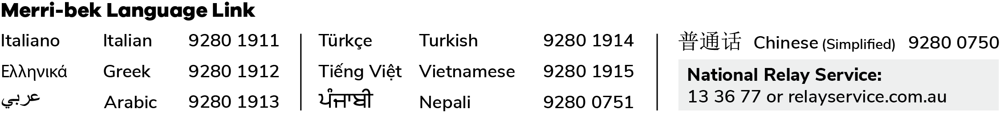 Merri-bek Language Link
Italiano Italian 9280 1911
Ελληνικά Greek 9280 1912
عربي Arabic 9280 1913
Türkçe Turkish 9280 1914
Tiếng Việt Vietnamese 9280 1915
ਪੰਜਾਬੀ Nepali 9280 0751
普通话 Chinese (Simplified) 9280 0750
National Relay Service:
13 36 77 or relayservice.com.au